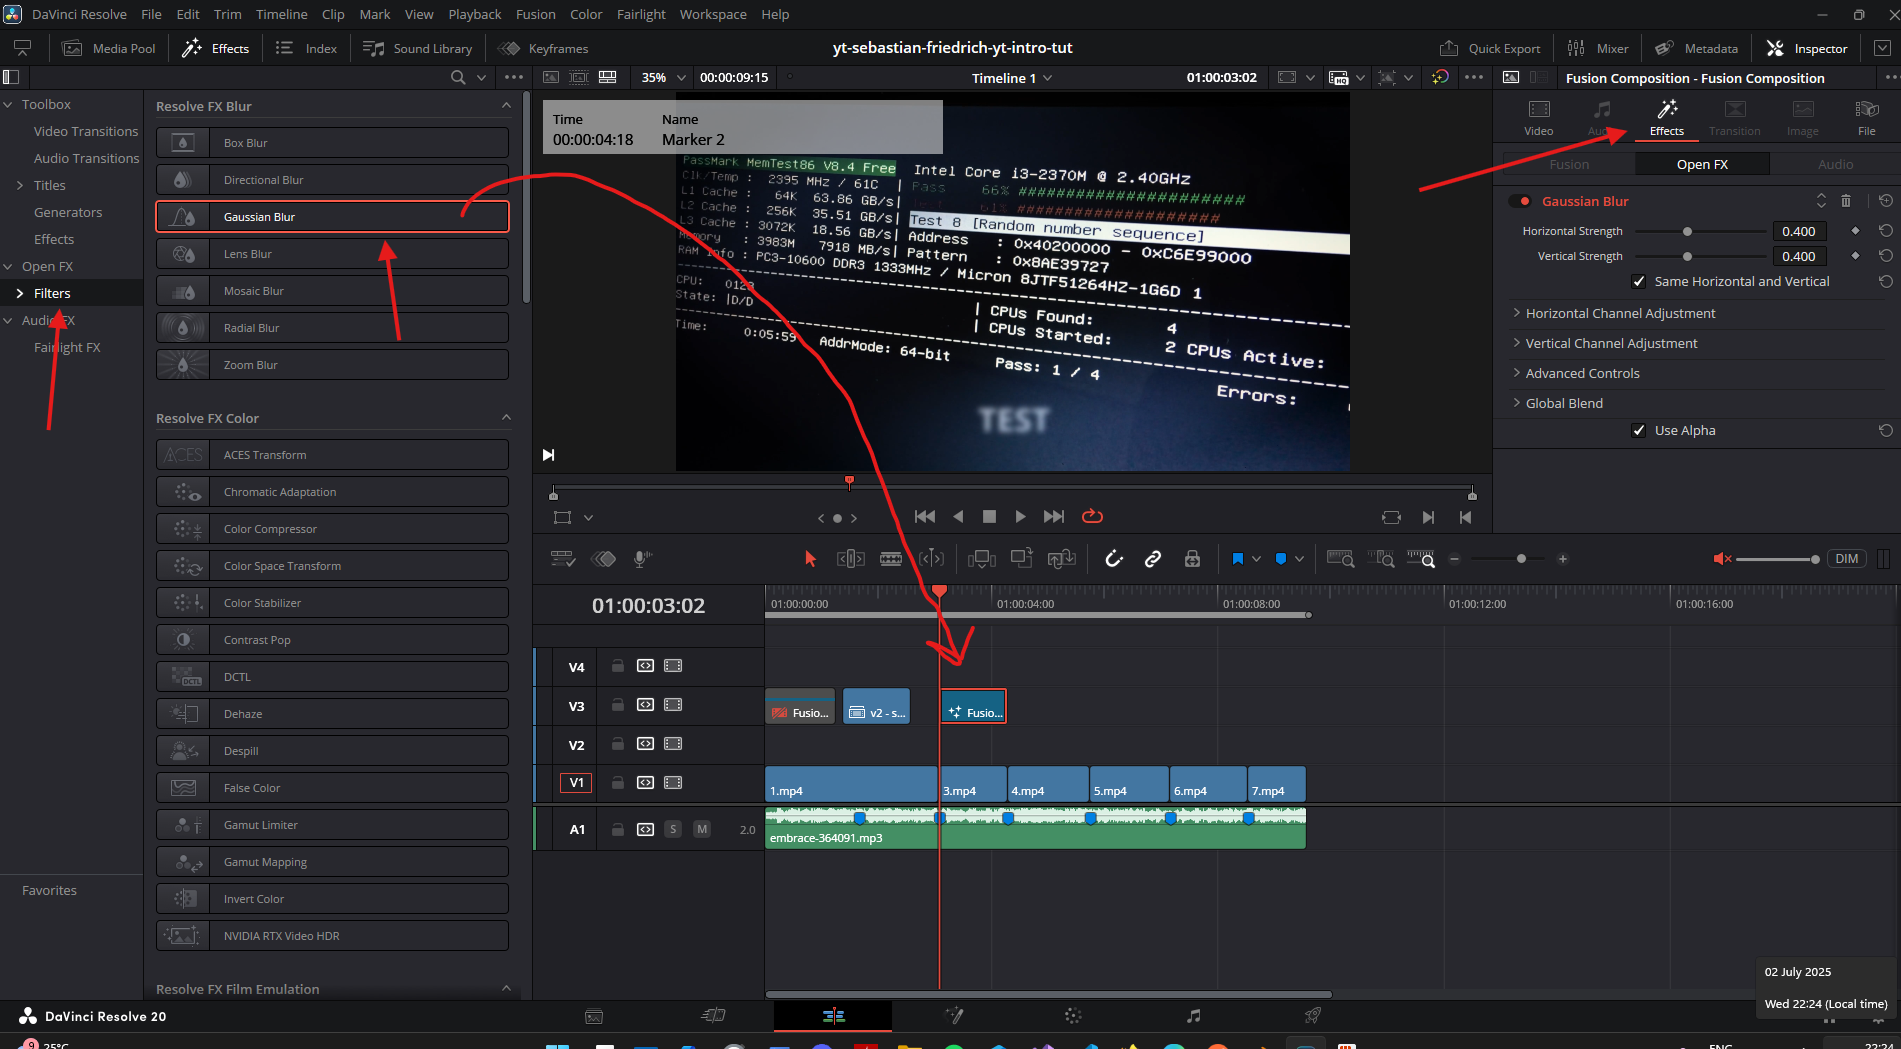 DaVinci Resolve File Edit Trim Timeline Clip Mark View Playback Fusion Color Fairlight Workspace Help
Media Pool Effects Index Sound Library Keyframes yt-sebastian-friedrich-yt-intro-tut Quick Export Mixer Metadata Inspector
35% 00:00:09:15 Timeline 1 01:00:03:02 Fusion Composition - Fusion Composition
Toolbox
Video Transitions
Audio Transitions
Titles
Generators
Effects
Open FX
Filters
Audio FX
Fairlight FX
Favorites
Resolve FX Blur
Box Blur
Directional Blur
Gaussian Blur
Lens Blur
Mosaic Blur
Radial Blur
Zoom Blur
Resolve FX Color
ACES Transform
Chromatic Adaptation
Color Compressor
Color Space Transform
Color Stabilizer
Contrast Pop
DCTL
Dehaze
Despill
False Color
Gamut Limiter
Gamut Mapping
Invert Color
NVIDIA RTX Video HDR
Resolve FX Film Emulation
Time Name
00:00:04:18 Marker 2
PassMark MemTest86 V8.4 Free Intel Core i3-2370M @ 2.40GHz
Clk/Temp : 2395 MHz / 61C | Pass 66% ########################
L1 Cache : 64K 63.86 GB/s| 61% #####################
L2 Cache : 256K 35.51 GB/s| Test 8 [Random number sequence]
L3 Cache : 3072K 18.56 GB/s| Address : 0x40200000 - 0xC6E99000
Memory : 3983M 7918 MB/s| Pattern : 0x8AE39727
RAM Info : PC3-10600 DDR3 1333MHz / Micron 8JTF51264HZ-1G6D 1
CPU: 0123 | CPUs Found: 4
State: |D/D | CPUs Started: 2 CPUs Active:
Time: 0:05:59 AddrMode: 64-bit Pass: 1 / 4 Errors:
TEST
Video Audio Effects Transition Image File
Fusion Open FX Audio
Gaussian Blur
Horizontal Strength 0.400
Vertical Strength 0.400
Same Horizontal and Vertical
Horizontal Channel Adjustment
Vertical Channel Adjustment
Advanced Controls
Global Blend
Use Alpha
DIM
01:00:03:02 01:00:00:00 01:00:04:00 01:00:08:00 01:00:12:00 01:00:16:00
V4
V3 Fusio... v2 - s... Fusio...
V2
V1 1.mp4 3.mp4 4.mp4 5.mp4 6.mp4 7.mp4
A1 S M 2.0 embrace-364091.mp3
02 July 2025
Wed 22:24 (Local time)
DaVinci Resolve 20
9 25°C ENG 22:24